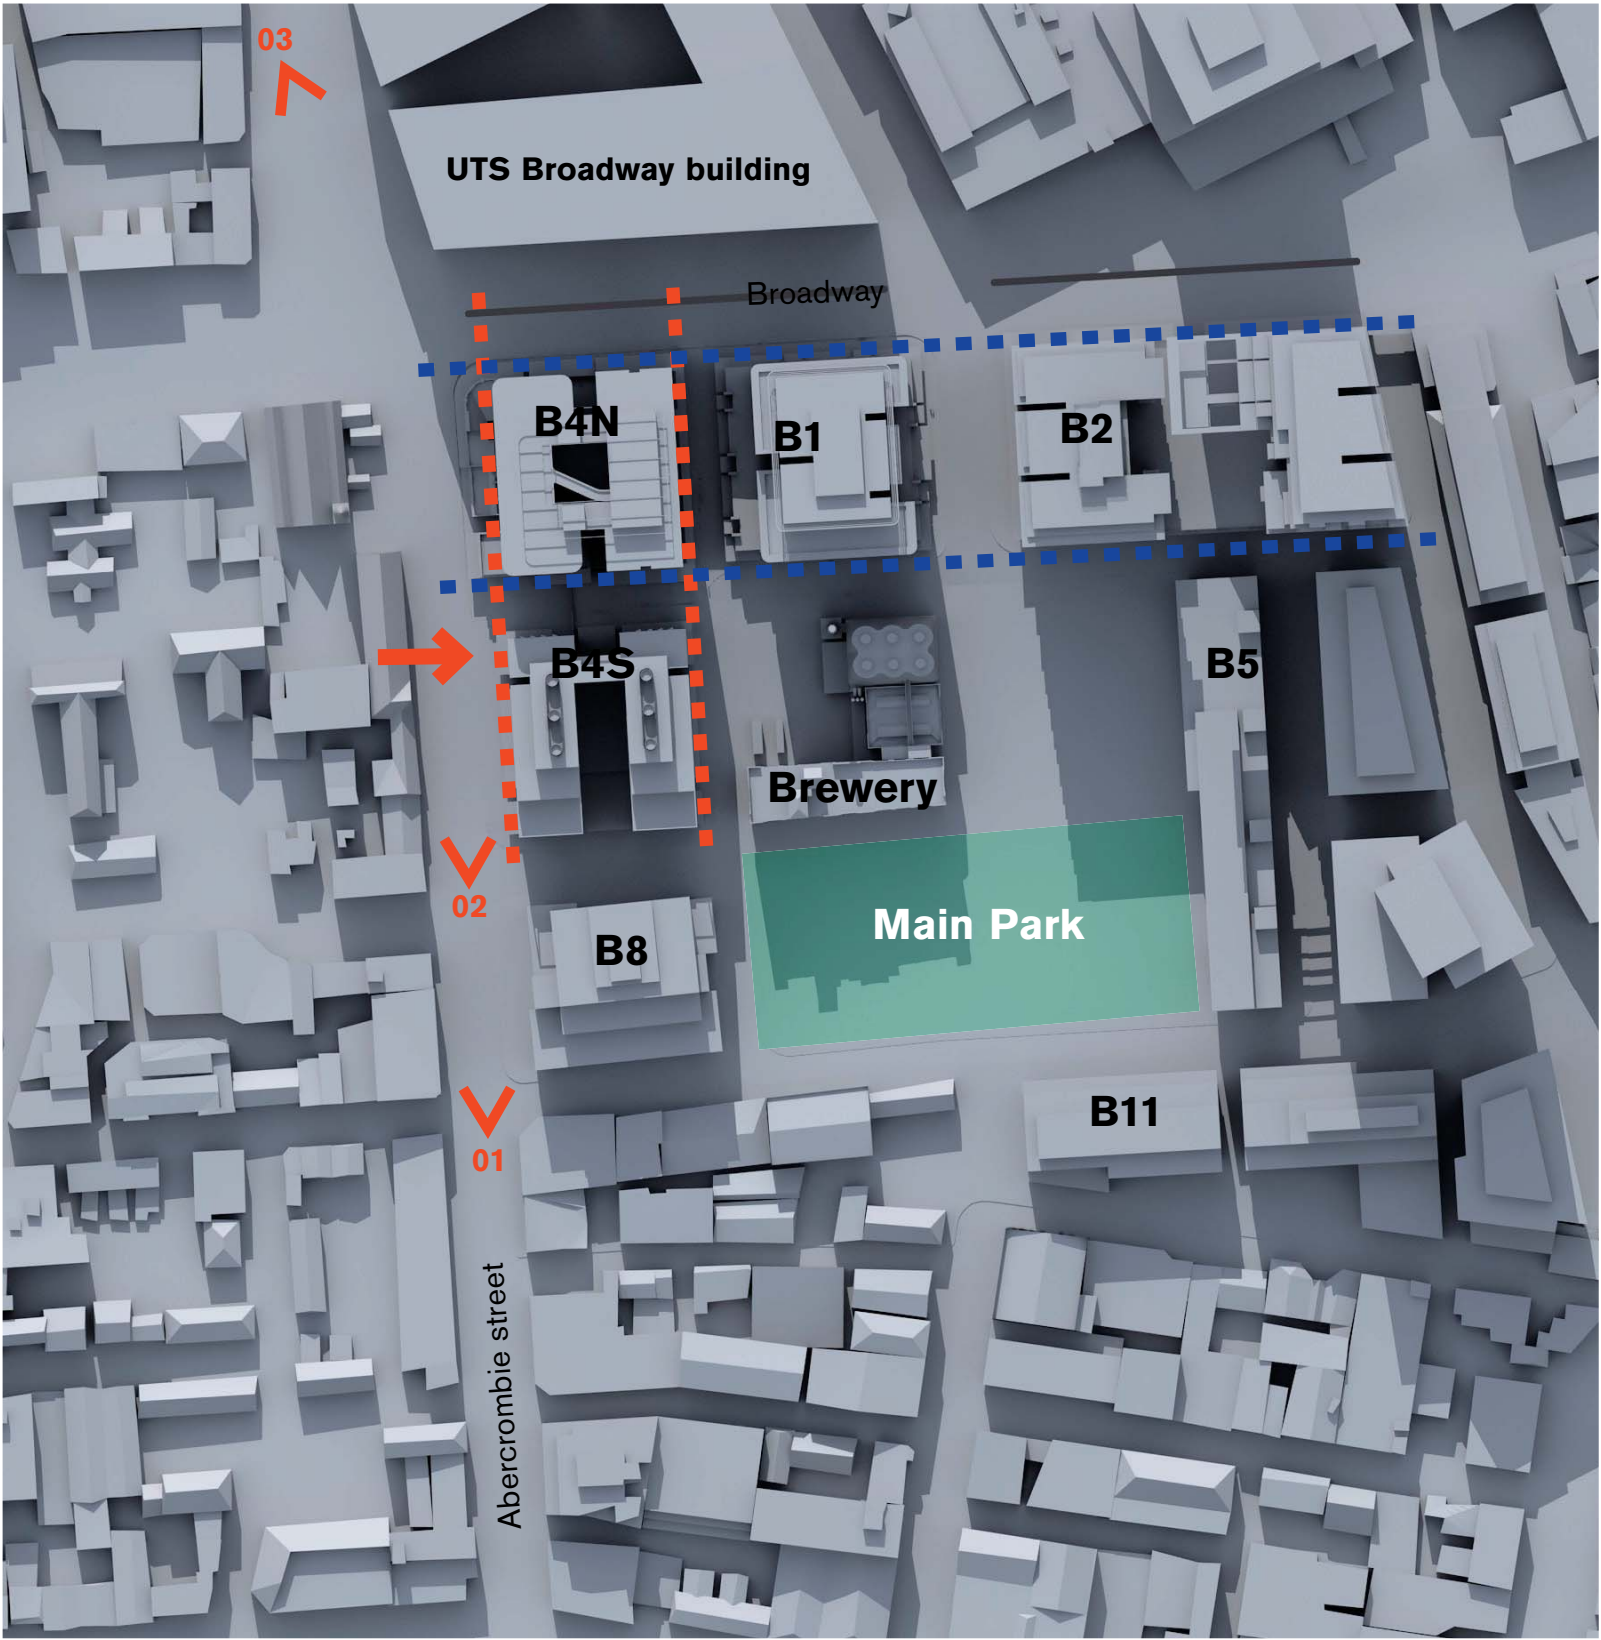 03
UTS Broadway building
Broadway
B4N
B1
B2
B4S
B5
Brewery
02
Main Park
B8
B11
01
Abercrombie street